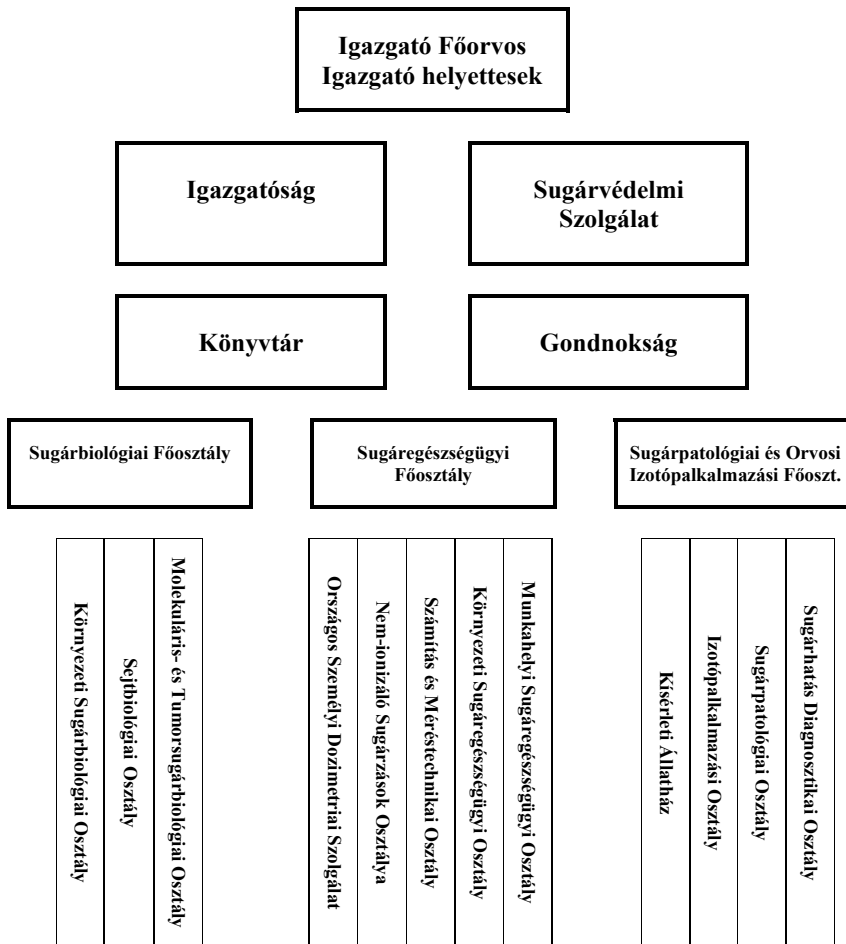 Igazgató Főorvos
Igazgató helyettesek
Igazgatóság
Sugárvédelmi
Szolgálat
Könyvtár
Gondnokság
Sugárbiológiai Főosztály
Sugáregészségügyi
Főosztály
Sugárpatológiai és Orvosi
Izotópalkalmazási Főoszt.
Környezeti Sugárbiológiai Osztály
Sejtbiológiai Osztály
Molekuláris- és Tumorsugárbiológiai Osztály
Országos Személyi Dozimetriai Szolgálat
Nem-ionizáló Sugárzások Osztálya
Számítás és Méréstechnikai Osztály
Környezeti Sugáregészségügyi Osztály
Munkahelyi Sugáregészségügyi Osztály
Kísérleti Állatház
Izotópalkalmazási Osztály
Sugárpatológiai Osztály
Sugárhatás Diagnosztikai Osztály